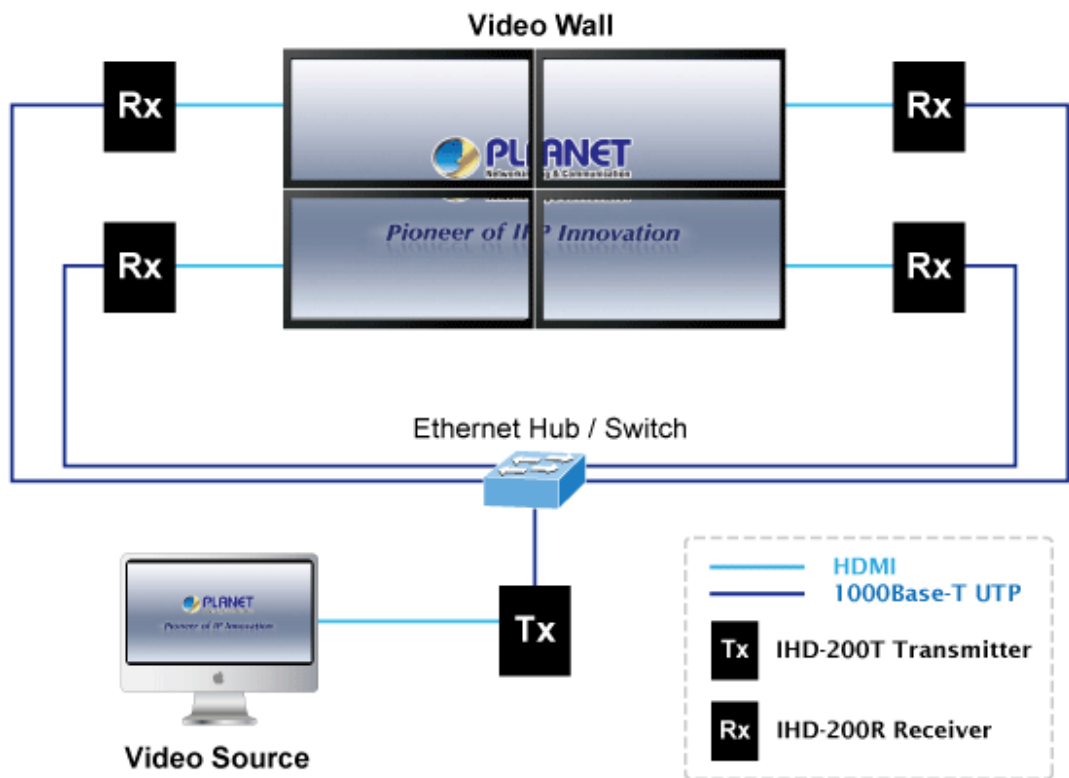 Video Wall
Rx
Rx
PLANET
Networking & Communication
Rx
Pioneer of IP Innovation
Rx
Ethernet Hub / Switch
PLANET
Pioneer of IP Innovation
Tx
Video Source
HDMI
1000Base-T UTP
Tx IHD-200T Transmitter
Rx IHD-200R Receiver